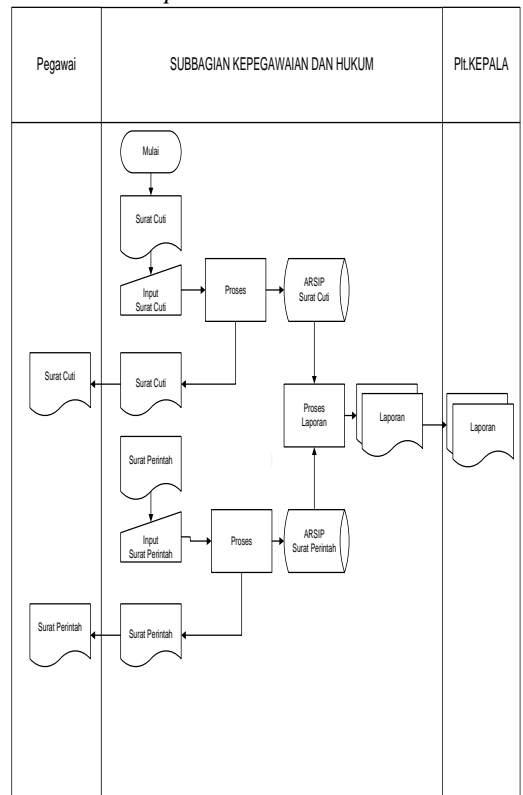 Pegawai
SUBBAGIAN KEPEGAWAIAN DAN HUKUM
Plt.KEPALA
Mulai
Surat Cuti
Input
Surat Cuti
Proses
ARSIP
Surat Cuti
Surat Cuti
Surat Cuti
Proses
Laporan
Laporan
Laporan
Surat Perintah
Input
Surat Perintah
Proses
ARSIP
Surat Perintah
Surat Perintah
Surat Perintah